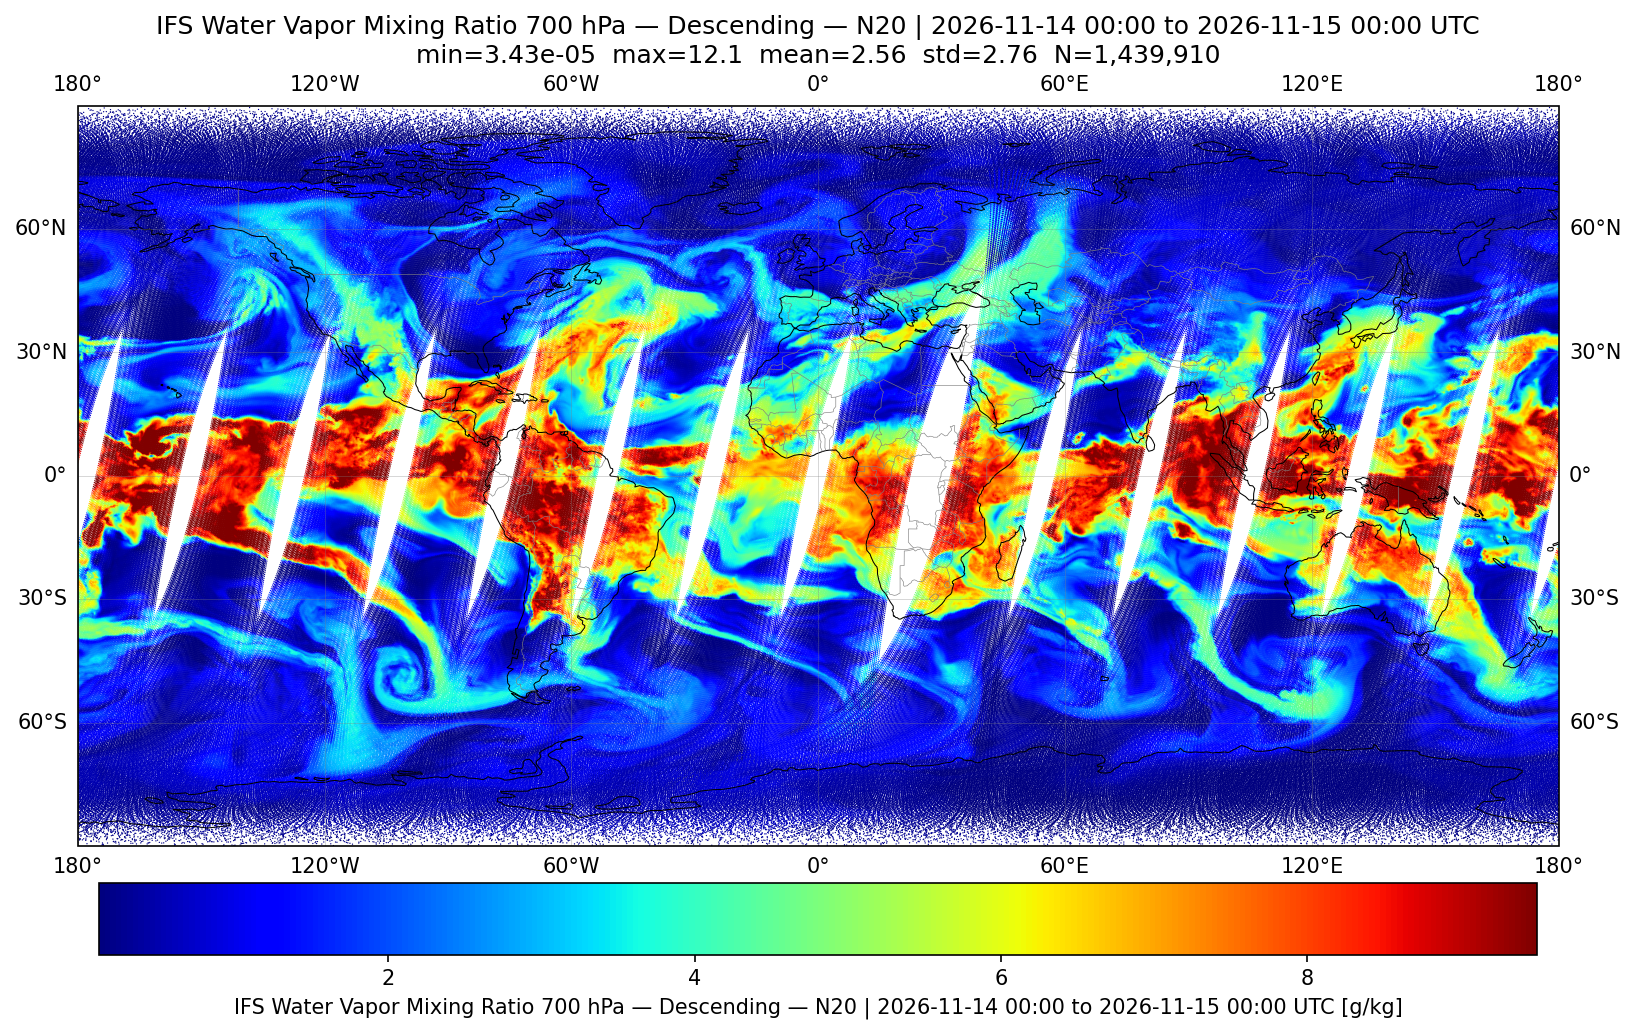 IFS Water Vapor Mixing Ratio 700 hPa — Descending — N20 | 2026-11-14 00:00 to 2026-11-15 00:00 UTC
min=3.43e-05  max=12.1  mean=2.56  std=2.76  N=1,439,910
180° 120°W 60°W 0° 60°E 120°E 180°
60°N 60°N
30°N 30°N
0° 0°
30°S 30°S
60°S 60°S
180° 120°W 60°W 0° 60°E 120°E 180°
2 4 6 8
IFS Water Vapor Mixing Ratio 700 hPa — Descending — N20 | 2026-11-14 00:00 to 2026-11-15 00:00 UTC [g/kg]